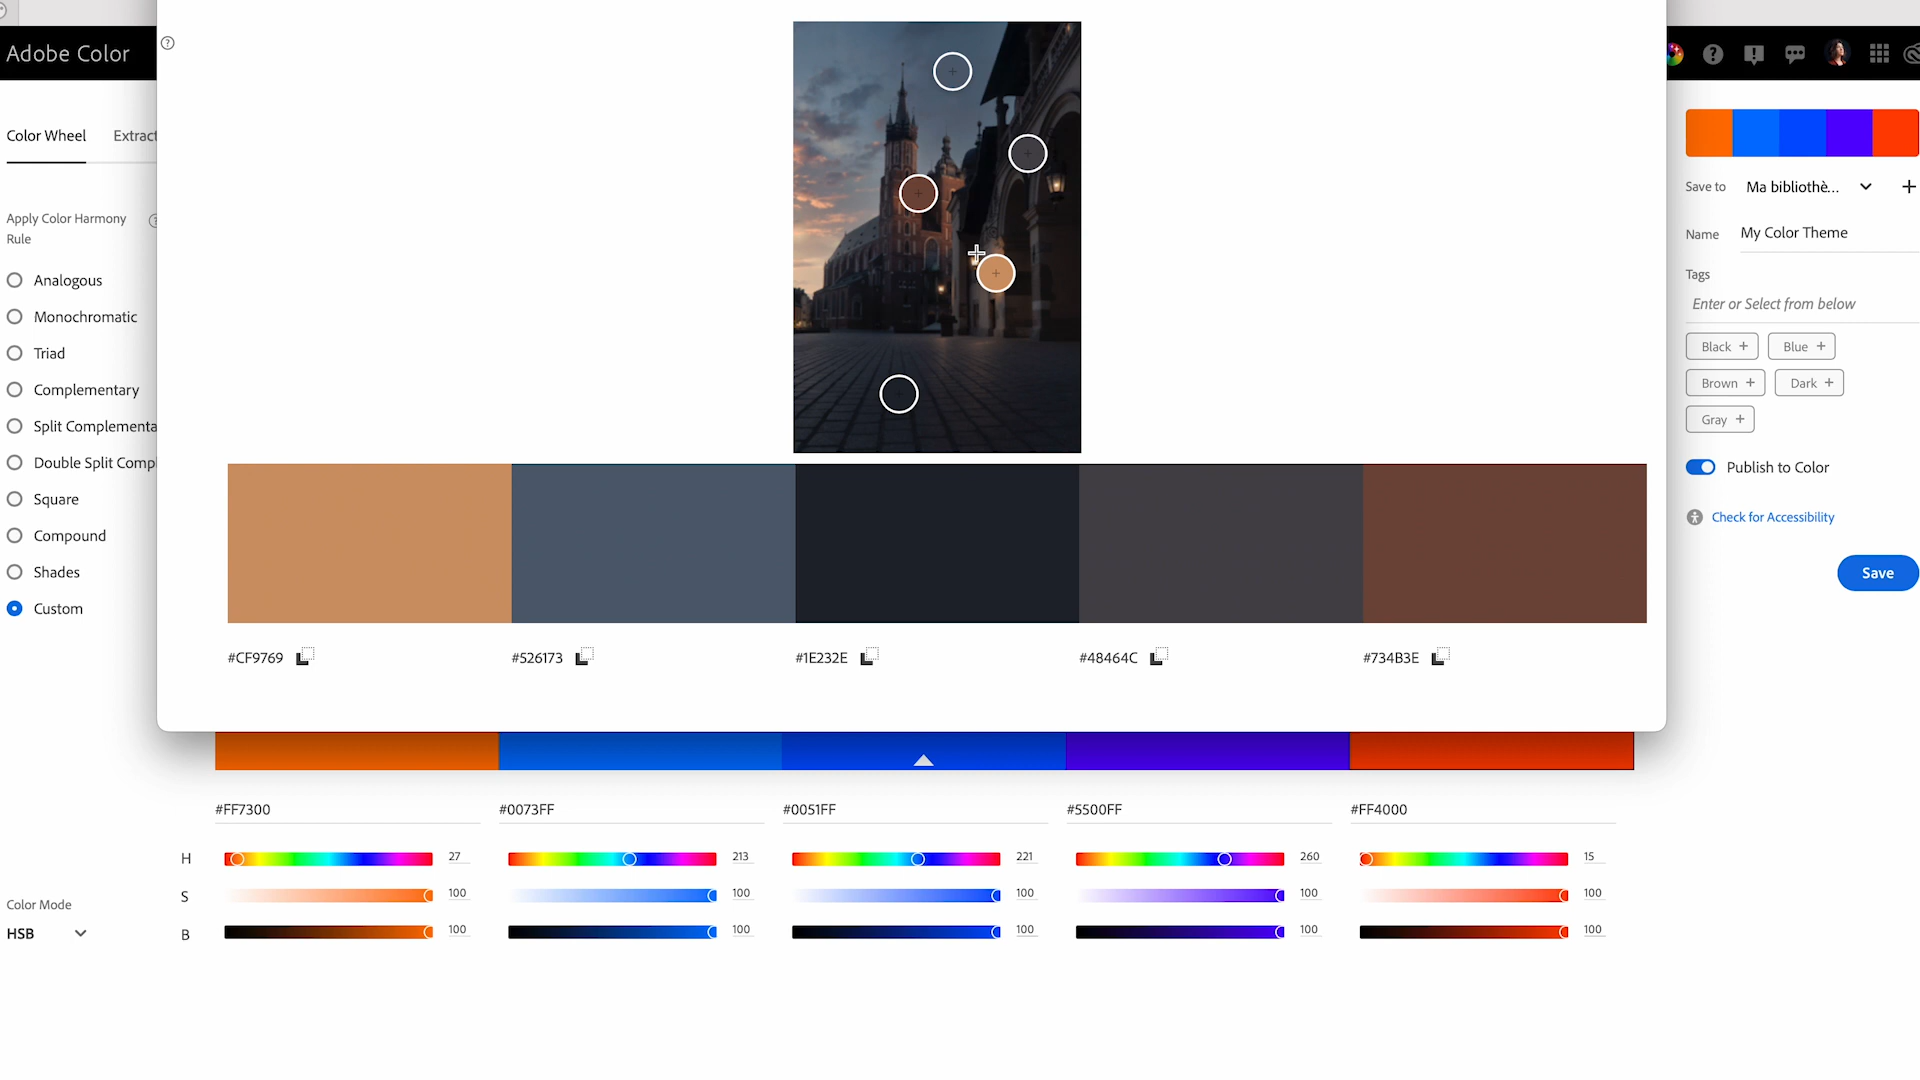 Adobe Color
Color Wheel
Extract
Apply Color Harmony
Rule
Analogous
Monochromatic
Triad
Complementary
Split Complementa
Double Split Compl
Square
Compound
Shades
Custom
Color Mode
HSB
#CF9769
#526173
#1E232E
#48464C
#734B3E
#FF7300
#0073FF
#0051FF
#5500FF
#FF4000
H
27
213
221
260
15
S
100
100
100
100
100
B
100
100
100
100
100
Save to
Ma bibliothè...
Name
My Color Theme
Tags
Enter or Select from below
Black +
Blue +
Brown +
Dark +
Gray +
Publish to Color
Check for Accessibility
Save